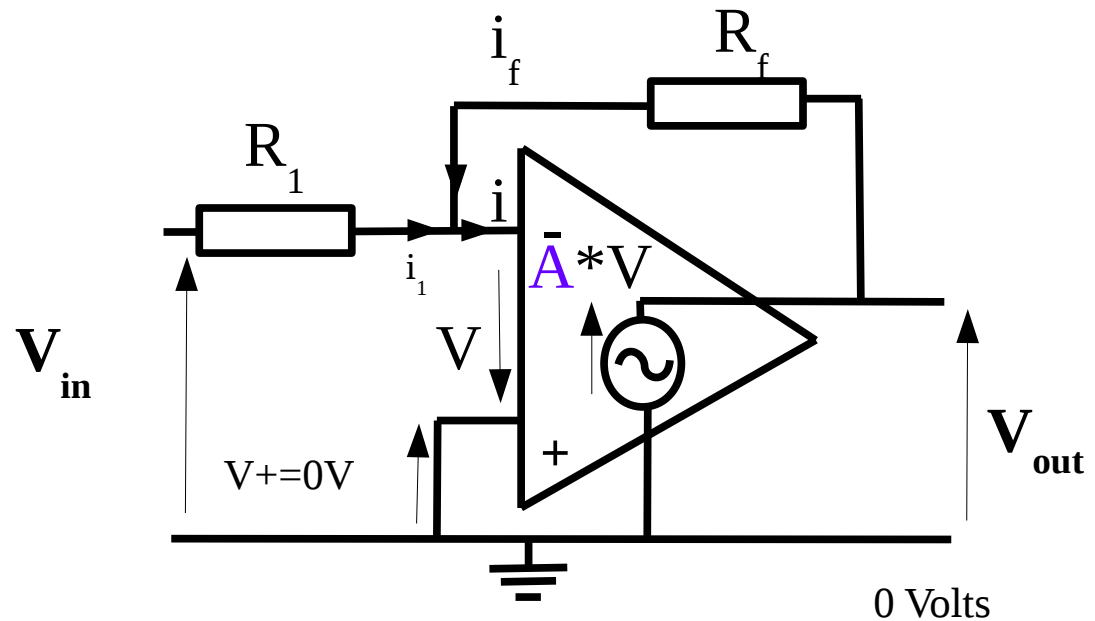 i_f
R_f
R_1
i
-
Ā*V
i_1
V
V_in
V+=0V
+
V_out
0 Volts